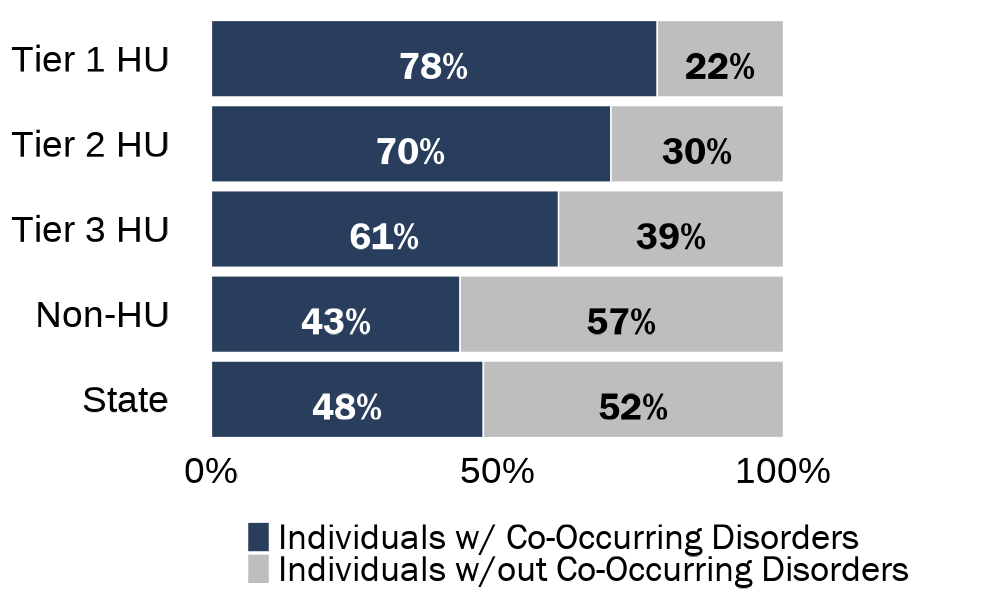 Tier 1 HU 78% 22%
Tier 2 HU 70% 30%
Tier 3 HU 61% 39%
Non-HU 43% 57%
State 48% 52%
0% 50% 100%
Individuals w/ Co-Occurring Disorders
Individuals w/out Co-Occurring Disorders